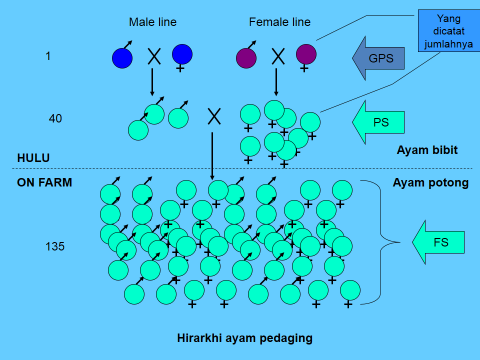 Male line
Female line
Yang
dicatat
jumlahnya
1
GPS
40
PS
HULU
Ayam bibit
ON FARM
Ayam potong
135
FS
Hirarkhi ayam pedaging